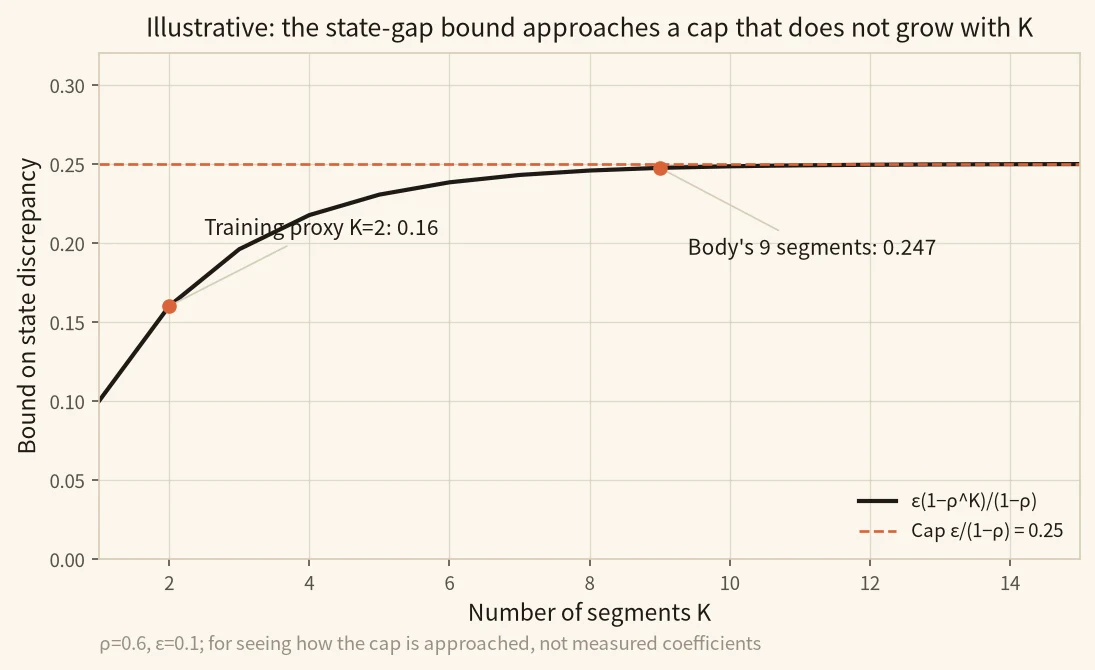 Illustrative: the state-gap bound approaches a cap that does not grow with K
Bound on state discrepancy
0.30
0.25
0.20
0.15
0.10
0.05
0.00
Training proxy K=2: 0.16
Body's 9 segments: 0.247
ε(1−ρ^K)/(1−ρ)
Cap ε/(1−ρ) = 0.25
2
4
6
8
10
12
14
Number of segments K
ρ=0.6, ε=0.1; for seeing how the cap is approached, not measured coefficients